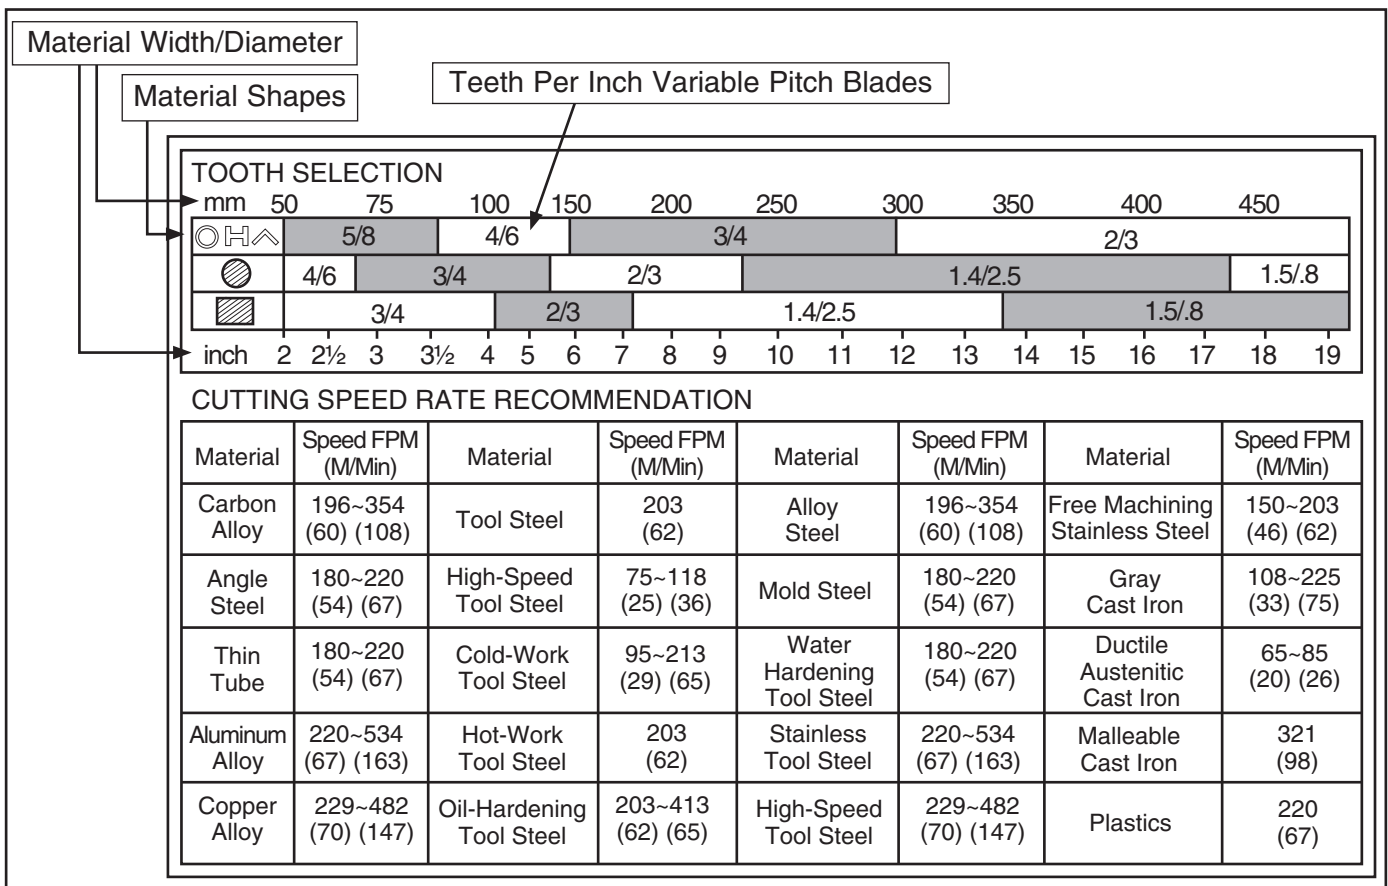 Material Width/Diameter
Material Shapes
Teeth Per Inch Variable Pitch Blades
TOOTH SELECTION
mm 50 75 100 150 200 250 300 350 400 450
5/8 4/6 3/4 2/3
4/6 3/4 2/3 1.4/2.5 1.5/.8
3/4 2/3 1.4/2.5 1.5/.8
inch 2 2½ 3 3½ 4 5 6 7 8 9 10 11 12 13 14 15 16 17 18 19
CUTTING SPEED RATE RECOMMENDATION
Material Speed FPM (M/Min) Material Speed FPM (M/Min) Material Speed FPM (M/Min) Material Speed FPM (M/Min)
Carbon Alloy 196~354 (60) (108) Tool Steel 203 (62) Alloy Steel 196~354 (60) (108) Free Machining Stainless Steel 150~203 (46) (62)
Angle Steel 180~220 (54) (67) High-Speed Tool Steel 75~118 (25) (36) Mold Steel 180~220 (54) (67) Gray Cast Iron 108~225 (33) (75)
Thin Tube 180~220 (54) (67) Cold-Work Tool Steel 95~213 (29) (65) Water Hardening Tool Steel 180~220 (54) (67) Ductile Austenitic Cast Iron 65~85 (20) (26)
Aluminum Alloy 220~534 (67) (163) Hot-Work Tool Steel 203 (62) Stainless Tool Steel 220~534 (67) (163) Malleable Cast Iron 321 (98)
Copper Alloy 229~482 (70) (147) Oil-Hardening Tool Steel 203~413 (62) (65) High-Speed Tool Steel 229~482 (70) (147) Plastics 220 (67)